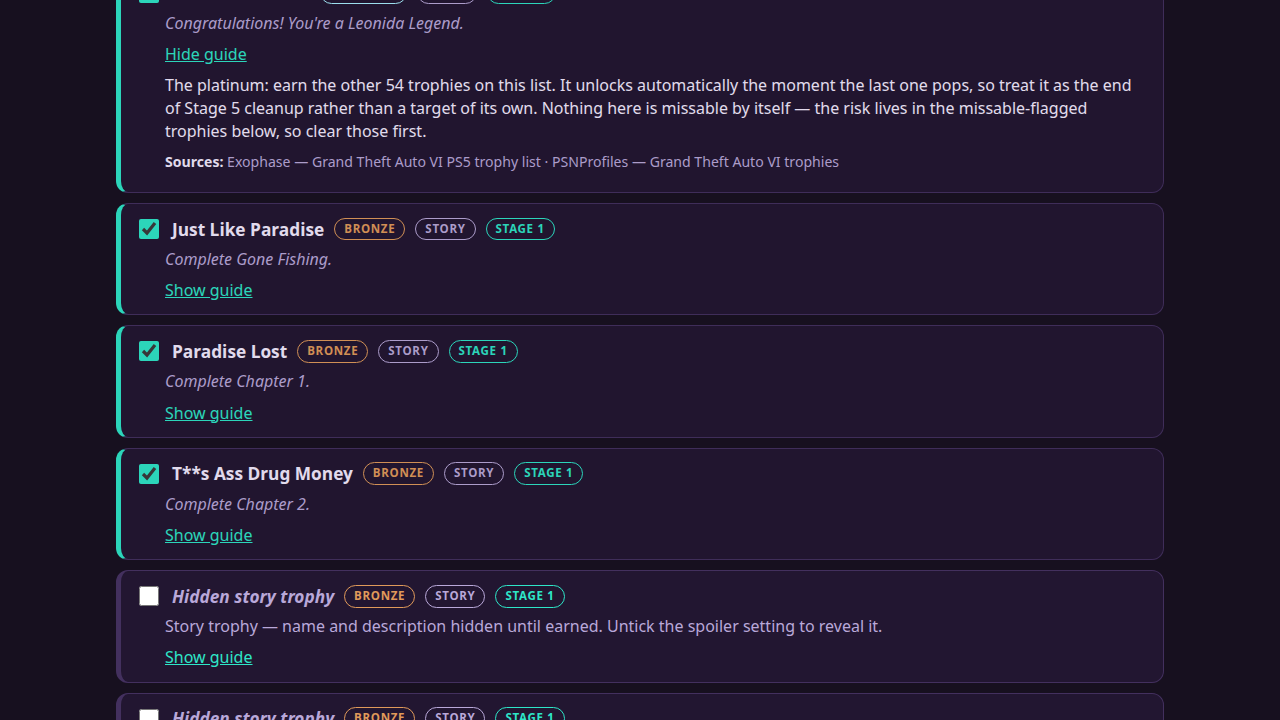 Congratulations! You're a Leonida Legend.
Hide guide
The platinum: earn the other 54 trophies on this list. It unlocks automatically the moment the last one pops, so treat it as the end
of Stage 5 cleanup rather than a target of its own. Nothing here is missable by itself — the risk lives in the missable-flagged
trophies below, so clear those first.
Sources: Exophase — Grand Theft Auto VI PS5 trophy list · PSNProfiles — Grand Theft Auto VI trophies
Just Like Paradise BRONZE STORY STAGE 1
Complete Gone Fishing.
Show guide
Paradise Lost BRONZE STORY STAGE 1
Complete Chapter 1.
Show guide
T**s Ass Drug Money BRONZE STORY STAGE 1
Complete Chapter 2.
Show guide
Hidden story trophy BRONZE STORY STAGE 1
Story trophy — name and description hidden until earned. Untick the spoiler setting to reveal it.
Show guide
Hidden story trophy BRONZE STORY STAGE 1